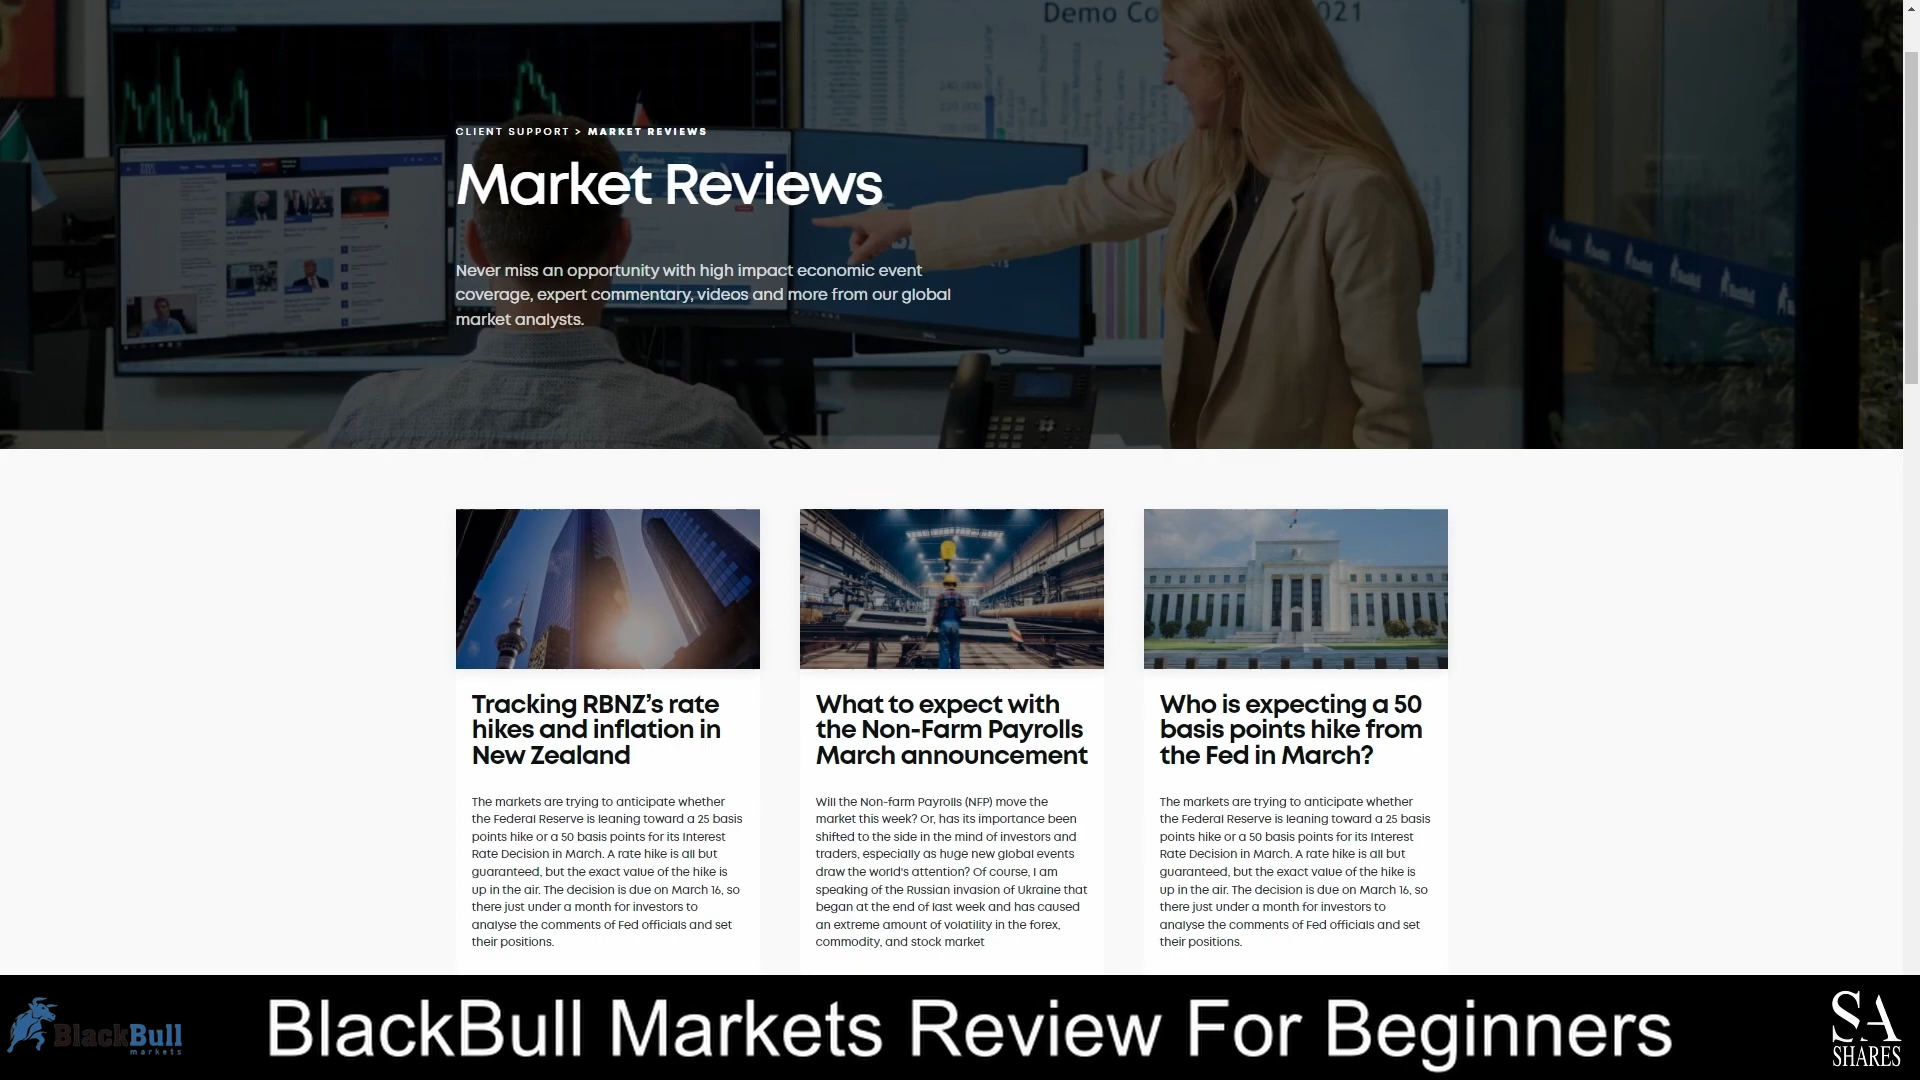 Demo Co
021
CLIENT SUPPORT > MARKET REVIEWS
Market Reviews
Never miss an opportunity with high impact economic event
coverage, expert commentary, videos and more from our global
market analysts.
Tracking RBNZ’s rate
hikes and inflation in
New Zealand
The markets are trying to anticipate whether
the Federal Reserve is leaning toward a 25 basis
points hike or a 50 basis points for its Interest
Rate Decision in March. A rate hike is all but
guaranteed, but the exact value of the hike is
up in the air. The decision is due on March 16, so
there just under a month for investors to
analyse the comments of Fed officials and set
their positions.
What to expect with
the Non-Farm Payrolls
March announcement
Will the Non-farm Payrolls (NFP) move the
market this week? Or, has its importance been
shifted to the side in the mind of investors and
traders, especially as huge new global events
draw the world's attention? Of course, I am
speaking of the Russian invasion of Ukraine that
began at the end of last week and has caused
an extreme amount of volatility in the forex,
commodity, and stock market
Who is expecting a 50
basis points hike from
the Fed in March?
The markets are trying to anticipate whether
the Federal Reserve is leaning toward a 25 basis
points hike or a 50 basis points for its Interest
Rate Decision in March. A rate hike is all but
guaranteed, but the exact value of the hike is
up in the air. The decision is due on March 16, so
there just under a month for investors to
analyse the comments of Fed officials and set
their positions.
BlackBull
markets
BlackBull Markets Review For Beginners
SA
SHARES